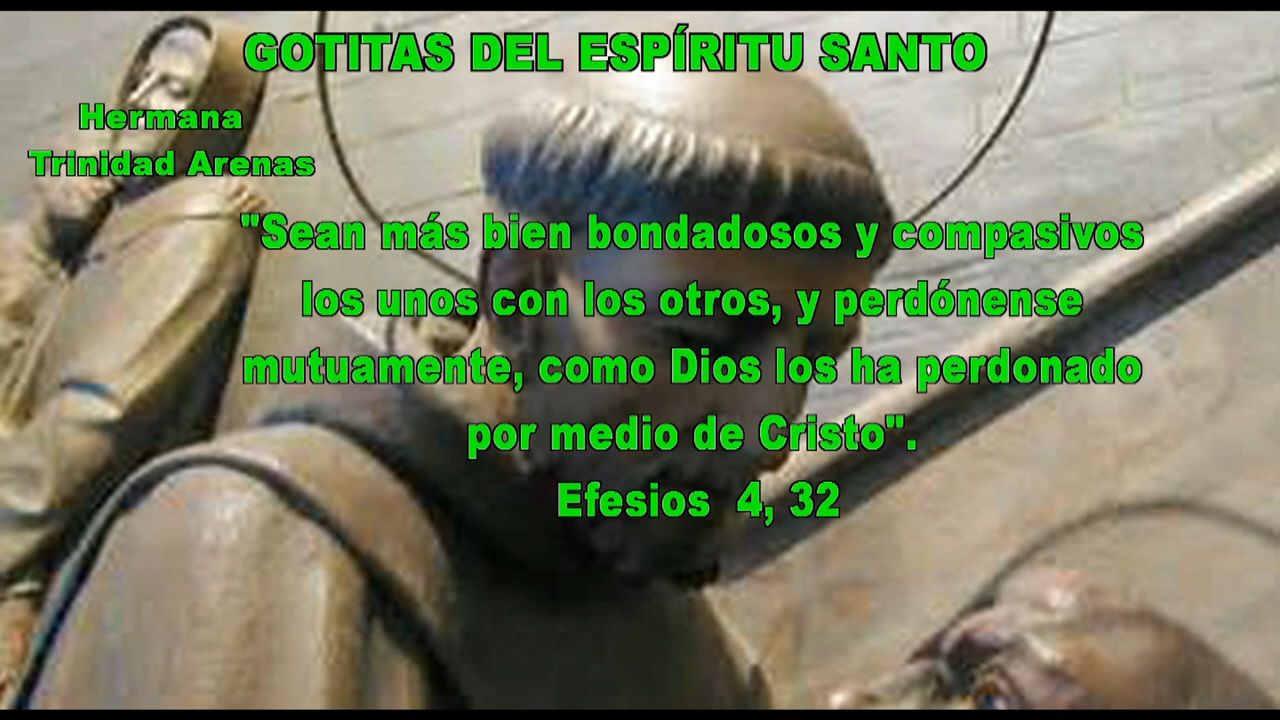 GOTITAS DEL ESPÍRITU SANTO
Hermana
Trinidad Arenas
"Sean más bien bondadosos y compasivos
los unos con los otros, y perdónense
mutuamente, como Dios los ha perdonado
por medio de Cristo".
Efesios 4, 32